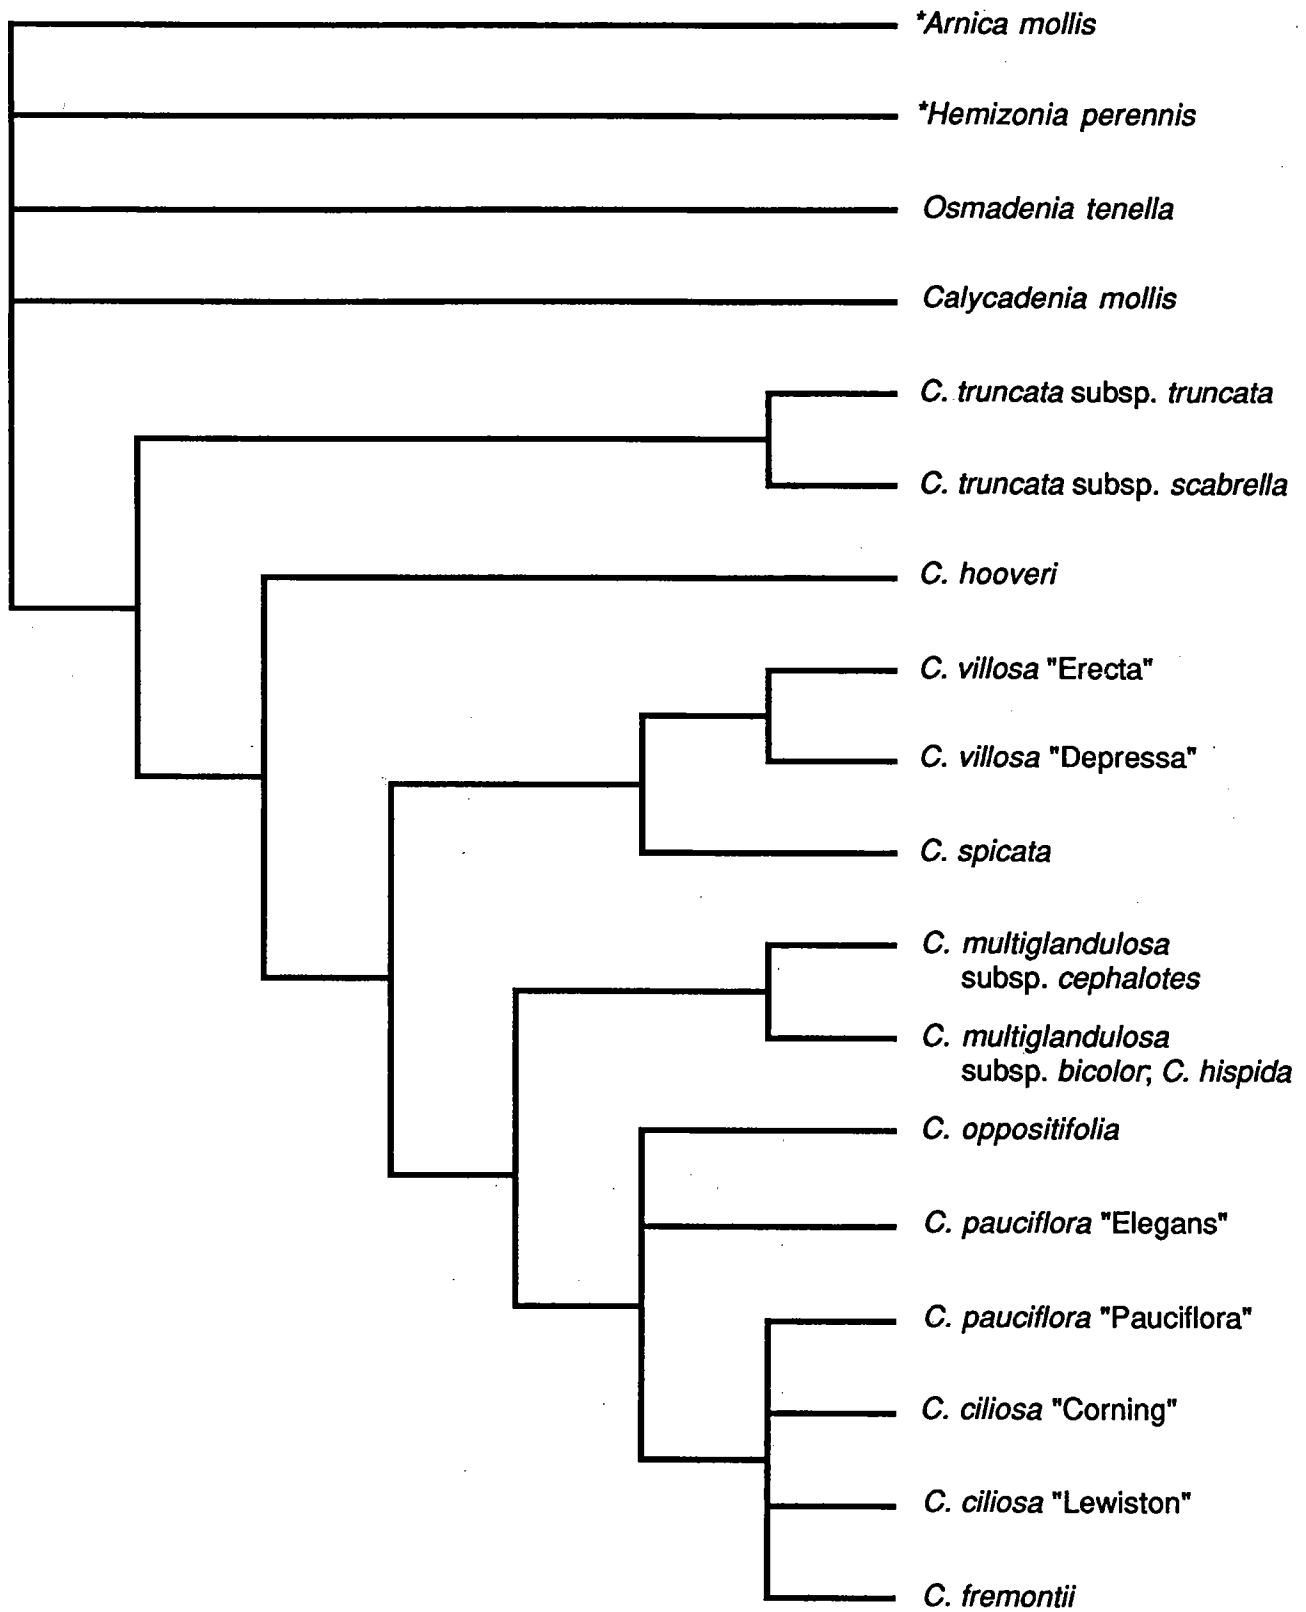 *Arnica mollis
*Hemizonia perennis
Osmadenia tenella
Calycadenia mollis
C. truncata subsp. truncata
C. truncata subsp. scabrella
C. hooveri
C. villosa "Erecta"
C. villosa "Depressa"
C. spicata
C. multiglandulosa
subsp. cephalotes
C. multiglandulosa
subsp. bicolor; C. hispida
C. oppositifolia
C. pauciflora "Elegans"
C. pauciflora "Pauciflora"
C. ciliosa "Corning"
C. ciliosa "Lewiston"
C. fremontii